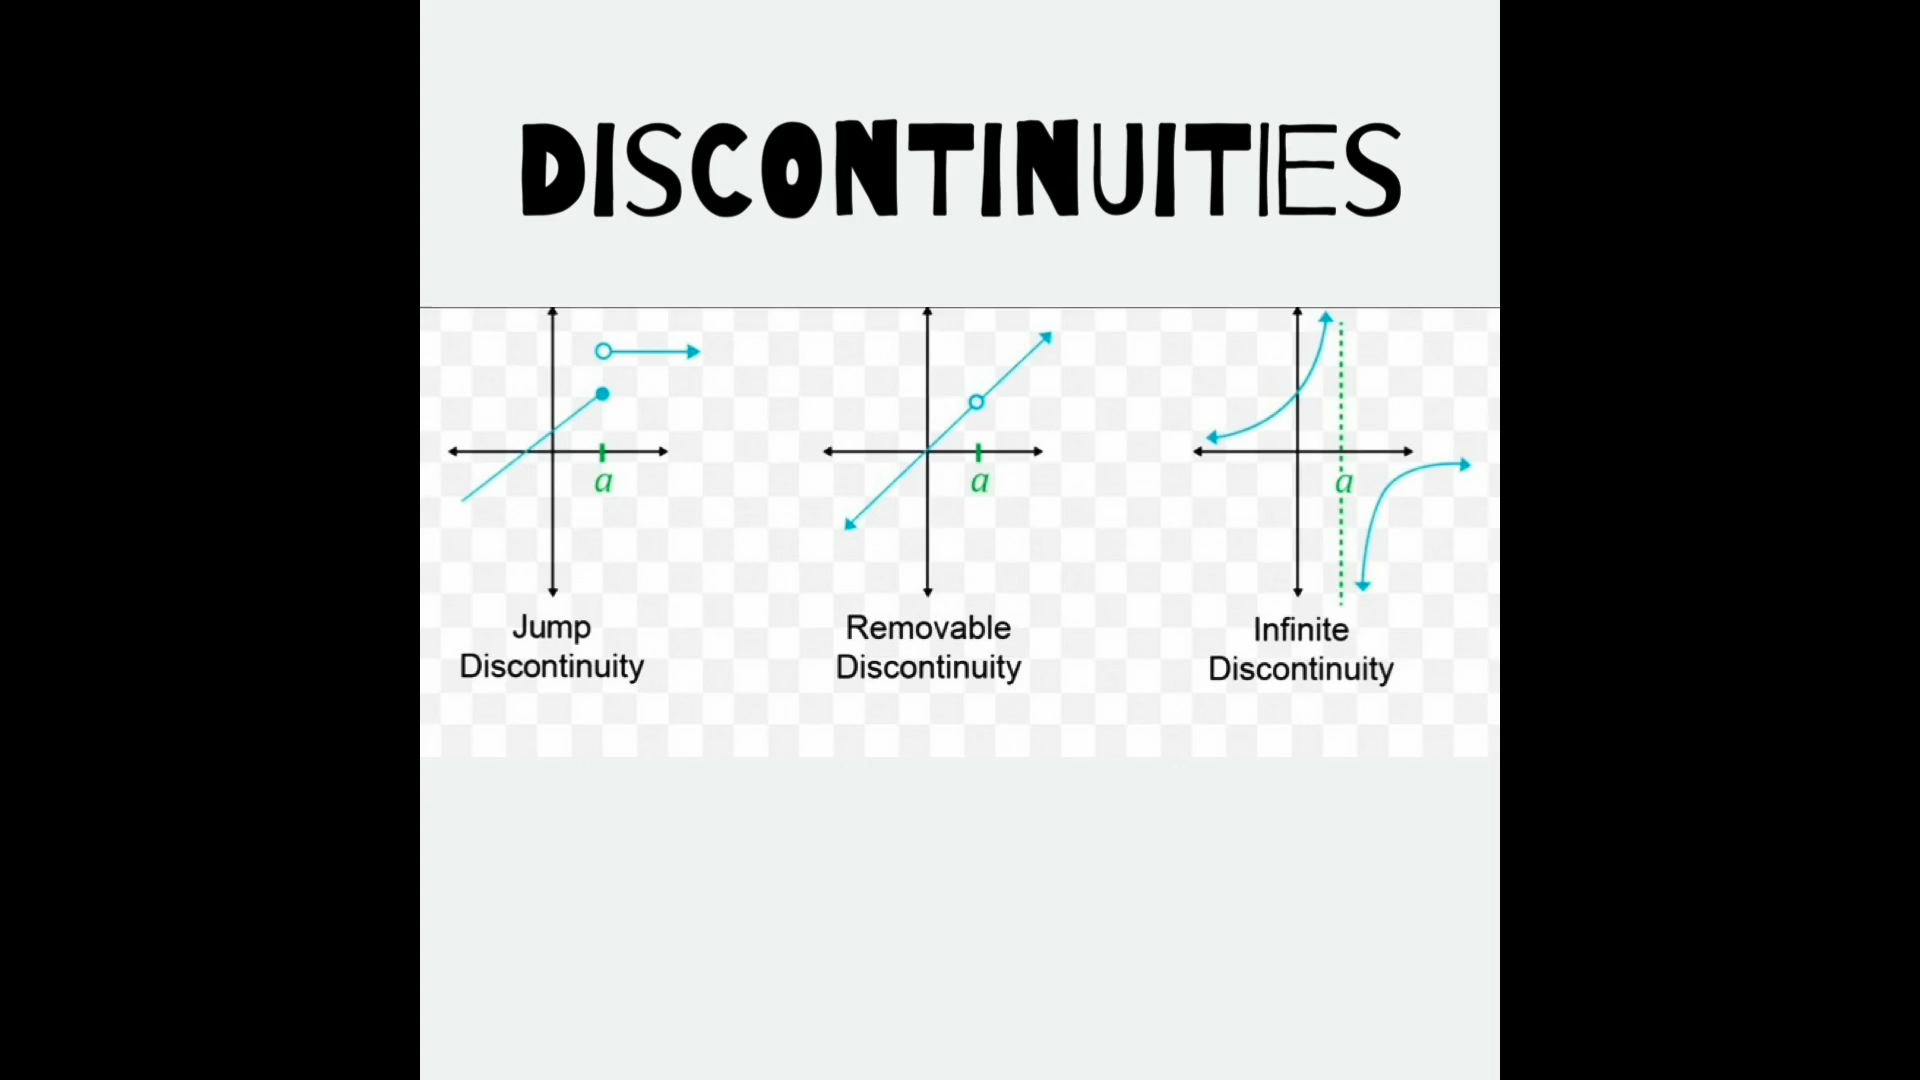 DISCONTINUITIES
a
a
a
Jump
Discontinuity
Removable
Discontinuity
Infinite
Discontinuity